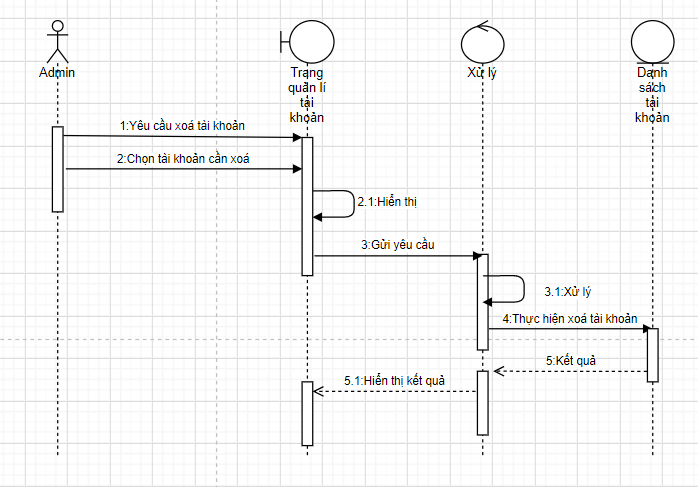 Admin
Trang
quản lí
tài
khoản
Xử lý
Danh
sách
tài
khoản
1:Yêu cầu xoá tài khoản
2:Chọn tài khoản cần xoá
2.1:Hiển thị
3:Gửi yêu cầu
3.1:Xử lý
4:Thực hiện xoá tài khoản
5:Kết quả
5.1:Hiển thị kết quả